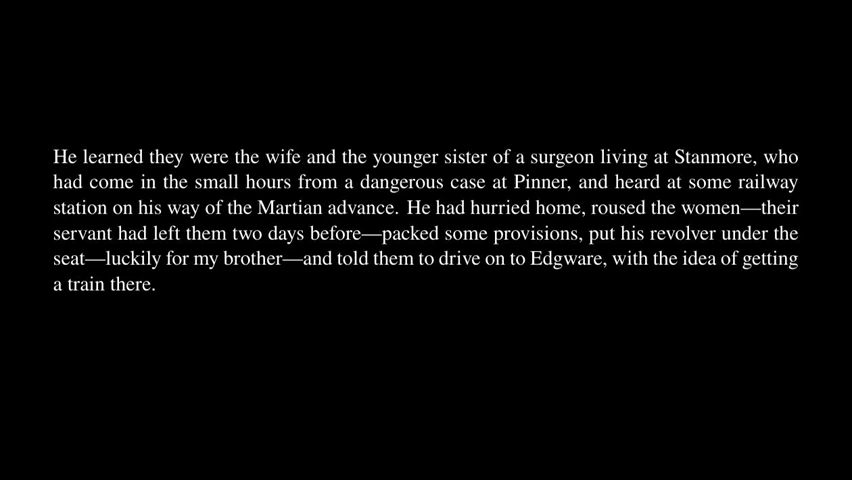 He learned they were the wife and the younger sister of a surgeon living at Stanmore, who
had come in the small hours from a dangerous case at Pinner, and heard at some railway
station on his way of the Martian advance. He had hurried home, roused the women—their
servant had left them two days before—packed some provisions, put his revolver under the
seat—luckily for my brother—and told them to drive on to Edgware, with the idea of getting
a train there.